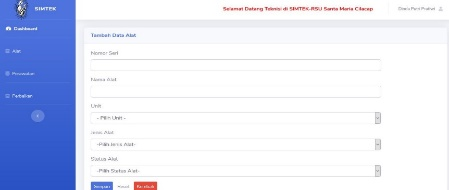 SIMTEK
Selamat Datang Teknisi di SIMTEK-RSU Santa Maria Cilacap
Dashboard
Tambah Data Alat
Nomor Seri
Alat
Nama Alat
Perawatan
Perbaikan
Unit
- Pilih Unit -
Jenis Alat
-Pilih Jenis Alat-
Status Alat
-Pilih Status Alat-
Simpan Reset Kembali